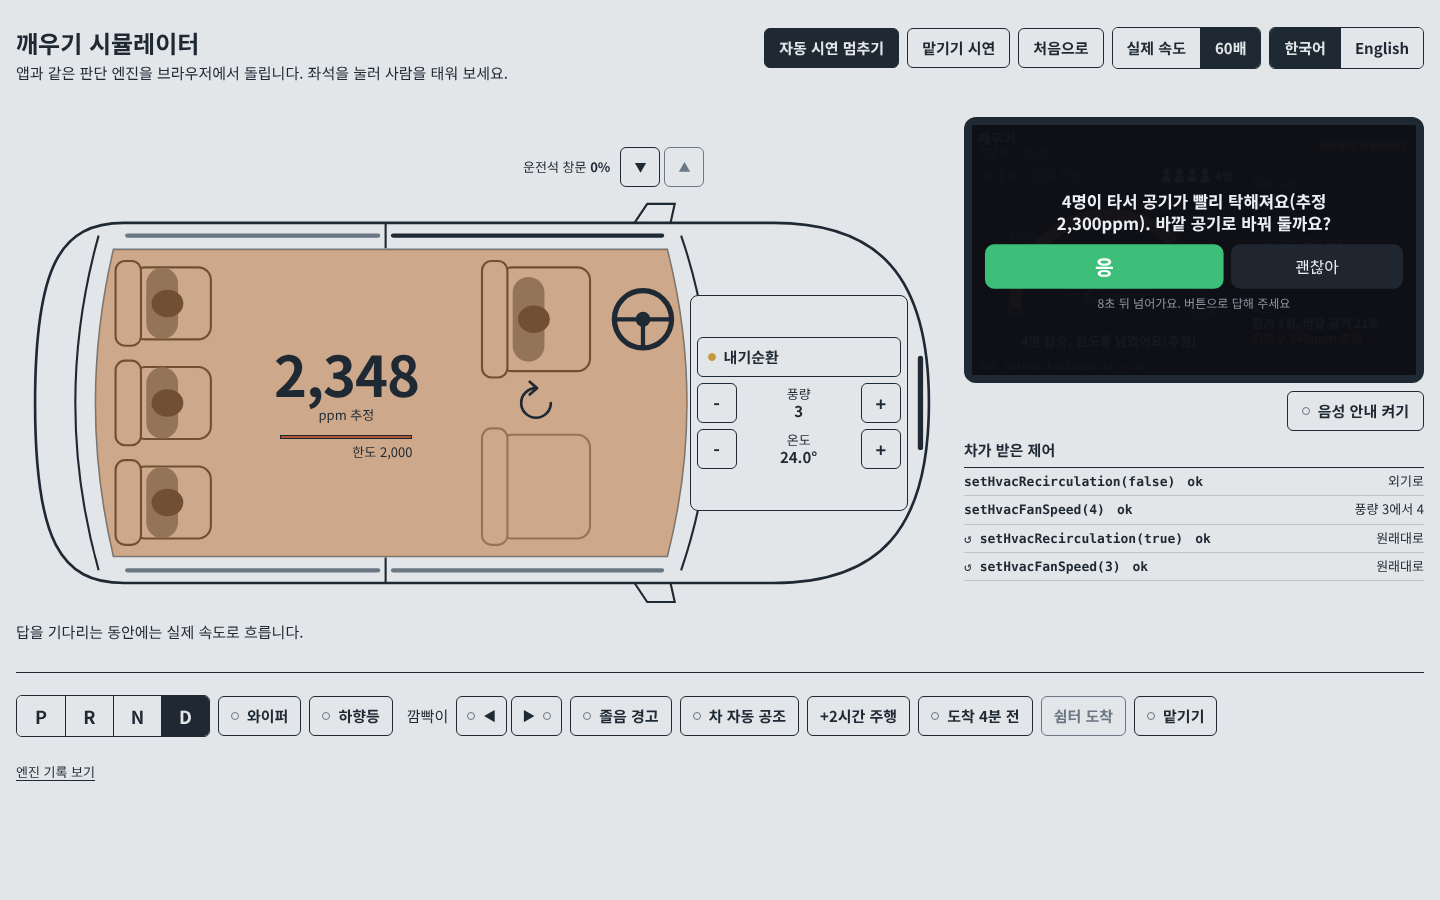 깨우기 시뮬레이터
앱과 같은 판단 엔진을 브라우저에서 돌립니다. 좌석을 눌러 사람을 태워 보세요.
자동 시연 멈추기
맡기기 시연
처음으로
실제 속도
60배
한국어
English
운전석 창문 0%
▼
▲
2,348
ppm 추정
한도 2,000
내기순환
-
풍량
3
+
-
온도
24.0°
+
4명이 타서 공기가 빨리 탁해져요(추정
2,300ppm). 바깥 공기로 바꿔 둘까요?
응
괜찮아
8초 뒤 넘어가요. 버튼으로 답해 주세요
음성 안내 켜기
차가 받은 제어
setHvacRecirculation(false) ok 외기로
setHvacFanSpeed(4) ok 풍량 3에서 4
↺ setHvacRecirculation(true) ok 원래대로
↺ setHvacFanSpeed(3) ok 원래대로
답을 기다리는 동안에는 실제 속도로 흐릅니다.
P
R
N
D
와이퍼
하향등
깜빡이
◀
▶
졸음 경고
차 자동 공조
+2시간 주행
도착 4분 전
쉼터 도착
맡기기
엔진 기록 보기